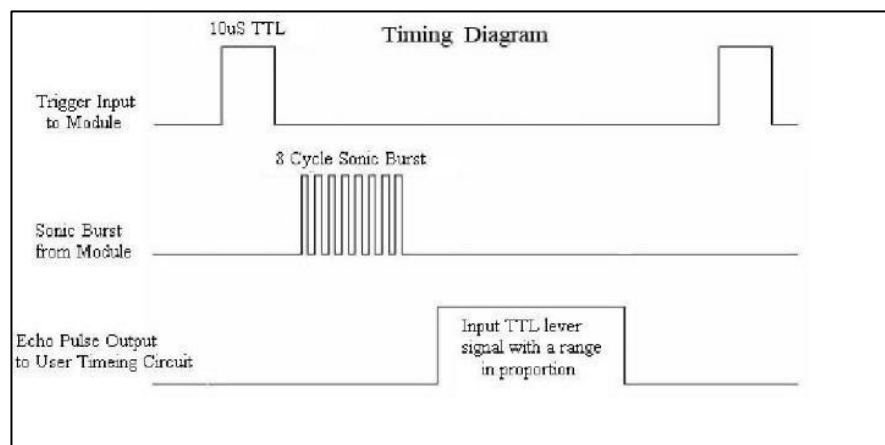 10uS TTL
Timing Diagram
Trigger Input
to Module
8 Cycle Sonic Burst
Sonic Burst
from Module
Echo Pulse Output
to User Timeing Circuit
Input TTL lever
signal with a range
in proportion